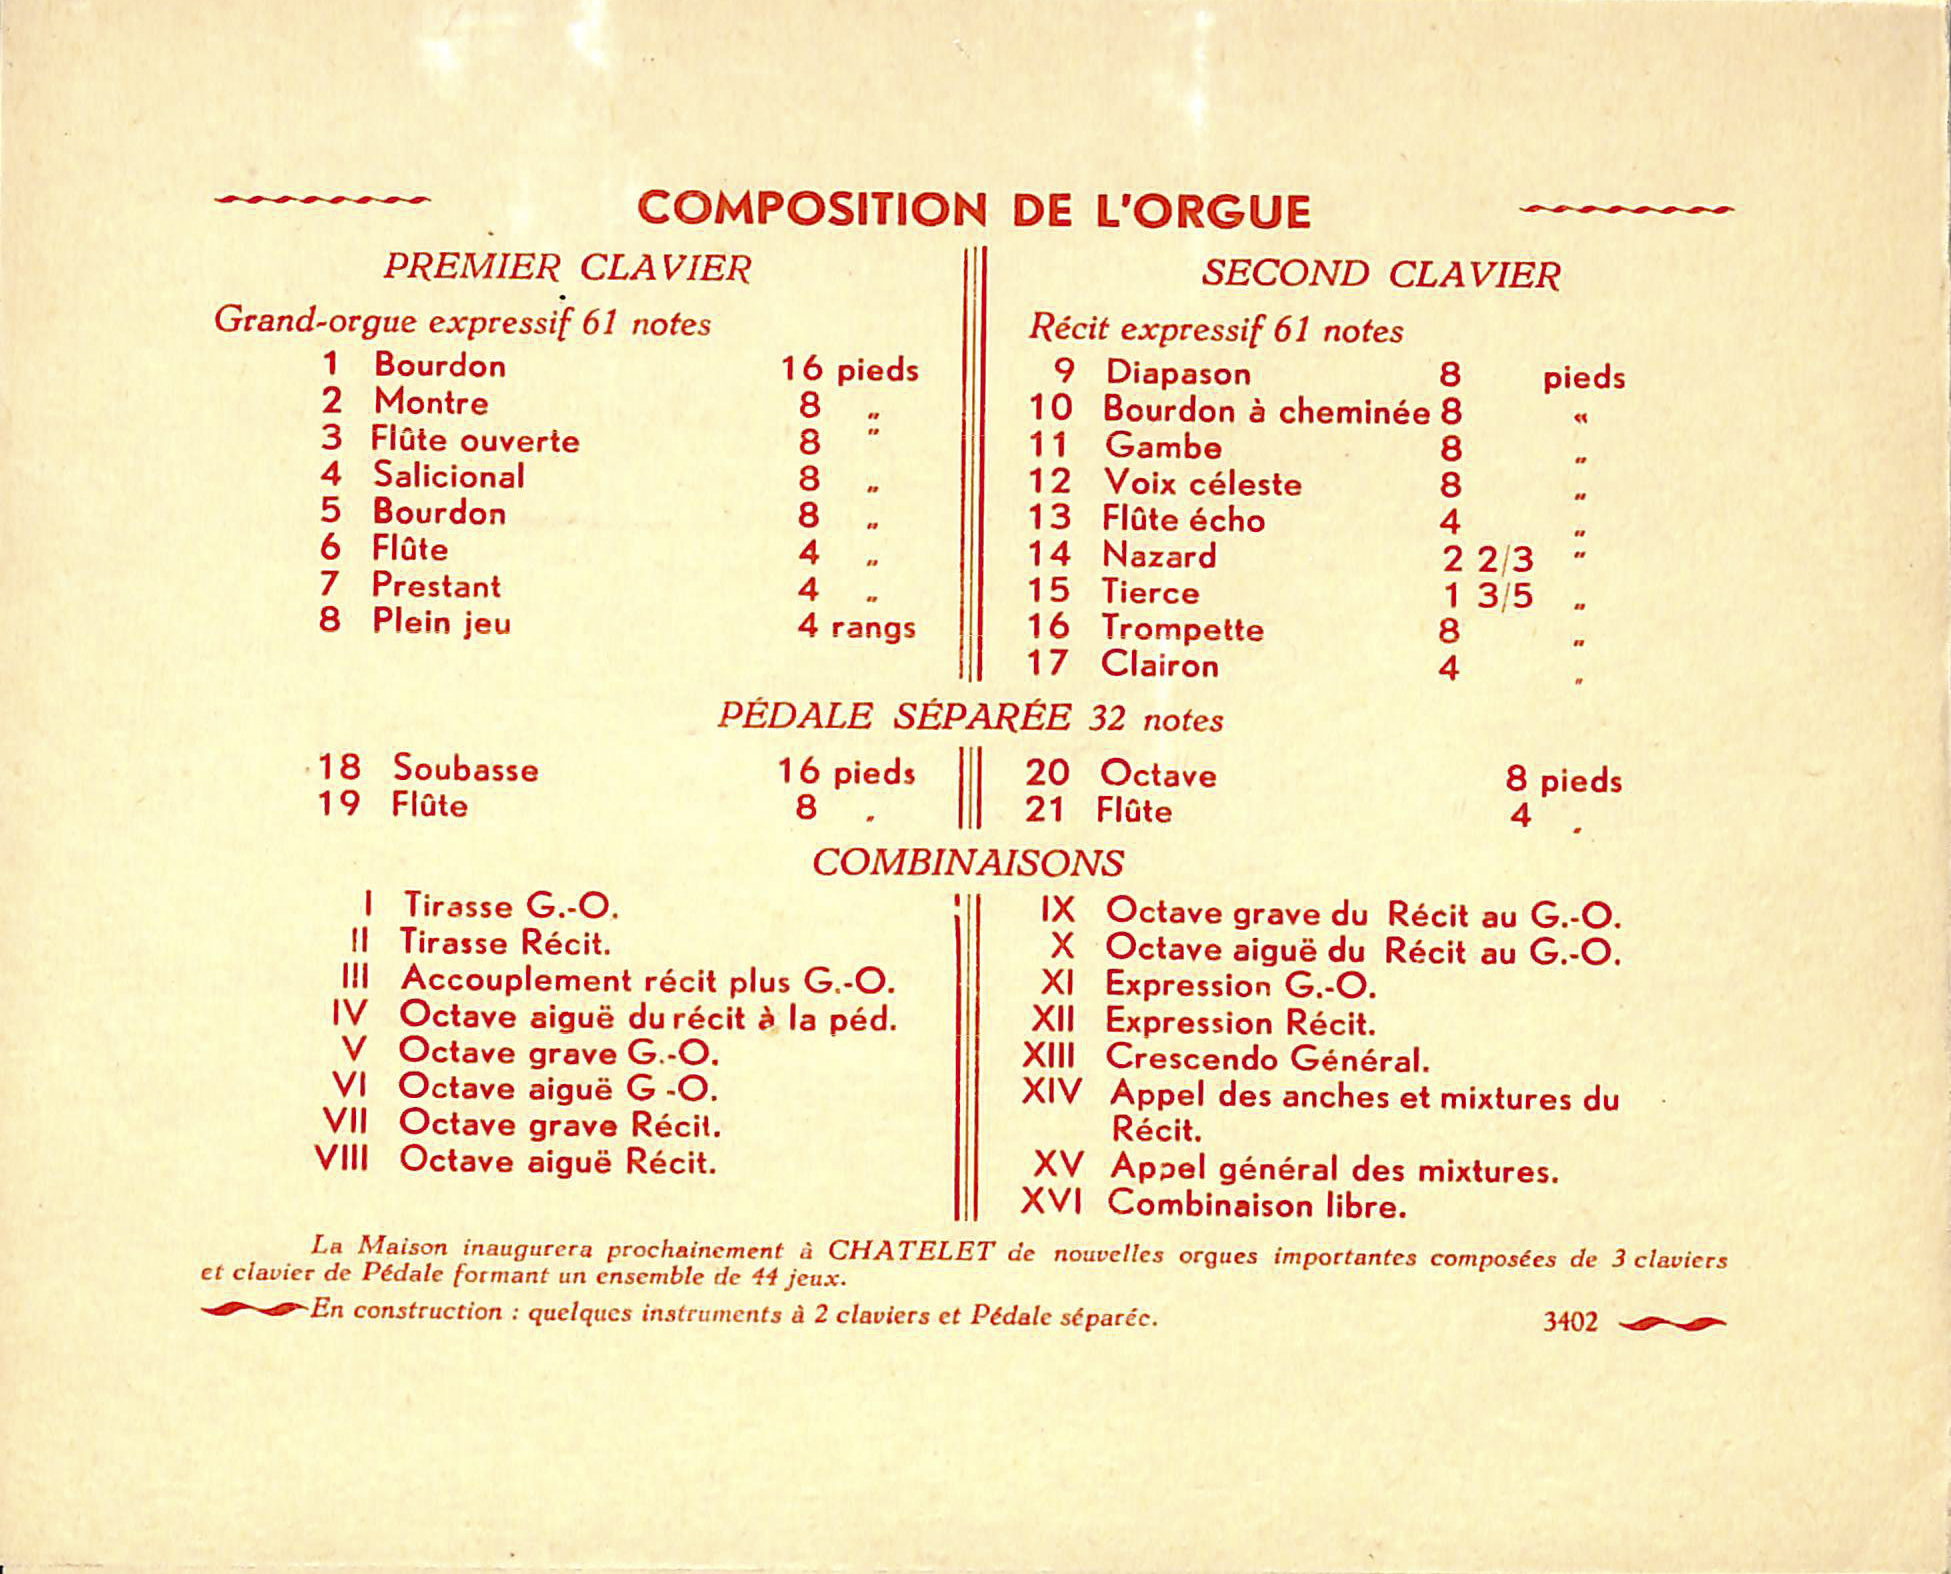 COMPOSITION DE L'ORGUE
PREMIER CLAVIER
Grand-orgue expressif 61 notes
1 Bourdon 16 pieds
2 Montre 8 „
3 Flûte ouverte 8 "
4 Salicional 8 „
5 Bourdon 8 „
6 Flûte 4 „
7 Prestant 4 „
8 Plein jeu 4 rangs
SECOND CLAVIER
Récit expressif 61 notes
9 Diapason 8 pieds
10 Bourdon à cheminée 8 «
11 Gambe 8 „
12 Voix céleste 8 „
13 Flûte écho 4 „
14 Nazard 2 2/3 "
15 Tierce 1 3/5 „
16 Trompette 8 „
17 Clairon 4 „
PÉDALE SÉPARÉE 32 notes
18 Soubasse 16 pieds
19 Flûte 8 „
20 Octave 8 pieds
21 Flûte 4 „
COMBINAISONS
I Tirasse G.-O.
II Tirasse Récit.
III Accouplement récit plus G.-O.
IV Octave aiguë du récit à la péd.
V Octave grave G.-O.
VI Octave aiguë G -O.
VII Octave grave Récit.
VIII Octave aiguë Récit.
IX Octave grave du Récit au G.-O.
X Octave aiguë du Récit au G.-O.
XI Expression G.-O.
XII Expression Récit.
XIII Crescendo Général.
XIV Appel des anches et mixtures du
Récit.
XV Appel général des mixtures.
XVI Combinaison libre.
La Maison inaugurera prochainement à CHATELET de nouvelles orgues importantes composées de 3 claviers
et clavier de Pédale formant un ensemble de 44 jeux.
En construction : quelques instruments à 2 claviers et Pédale séparée.
3402